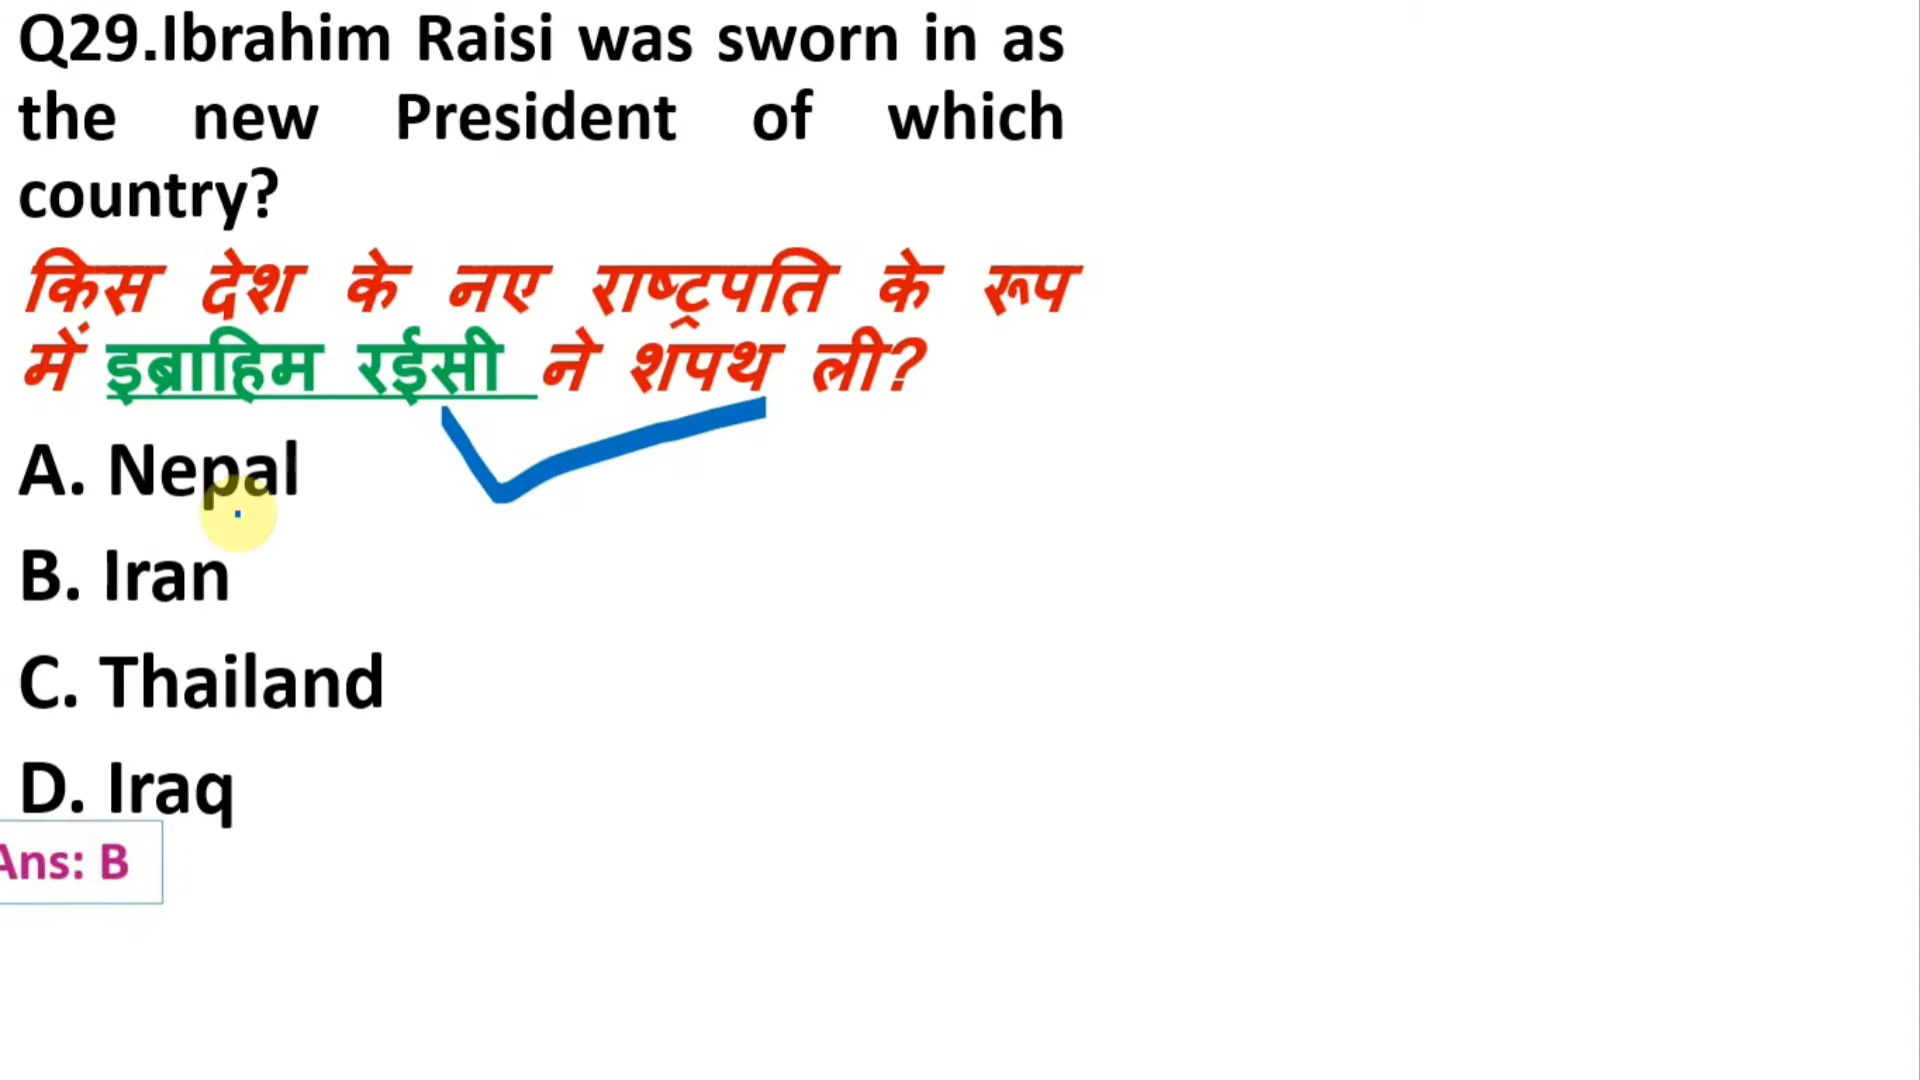 Q29.Ibrahim Raisi was sworn in as
the new President of which
country?
किस देश के नए राष्ट्रपति के रूप
में इब्राहिम रईसी ने शपथ ली?
A. Nepal
B. Iran
C. Thailand
D. Iraq
Ans: B